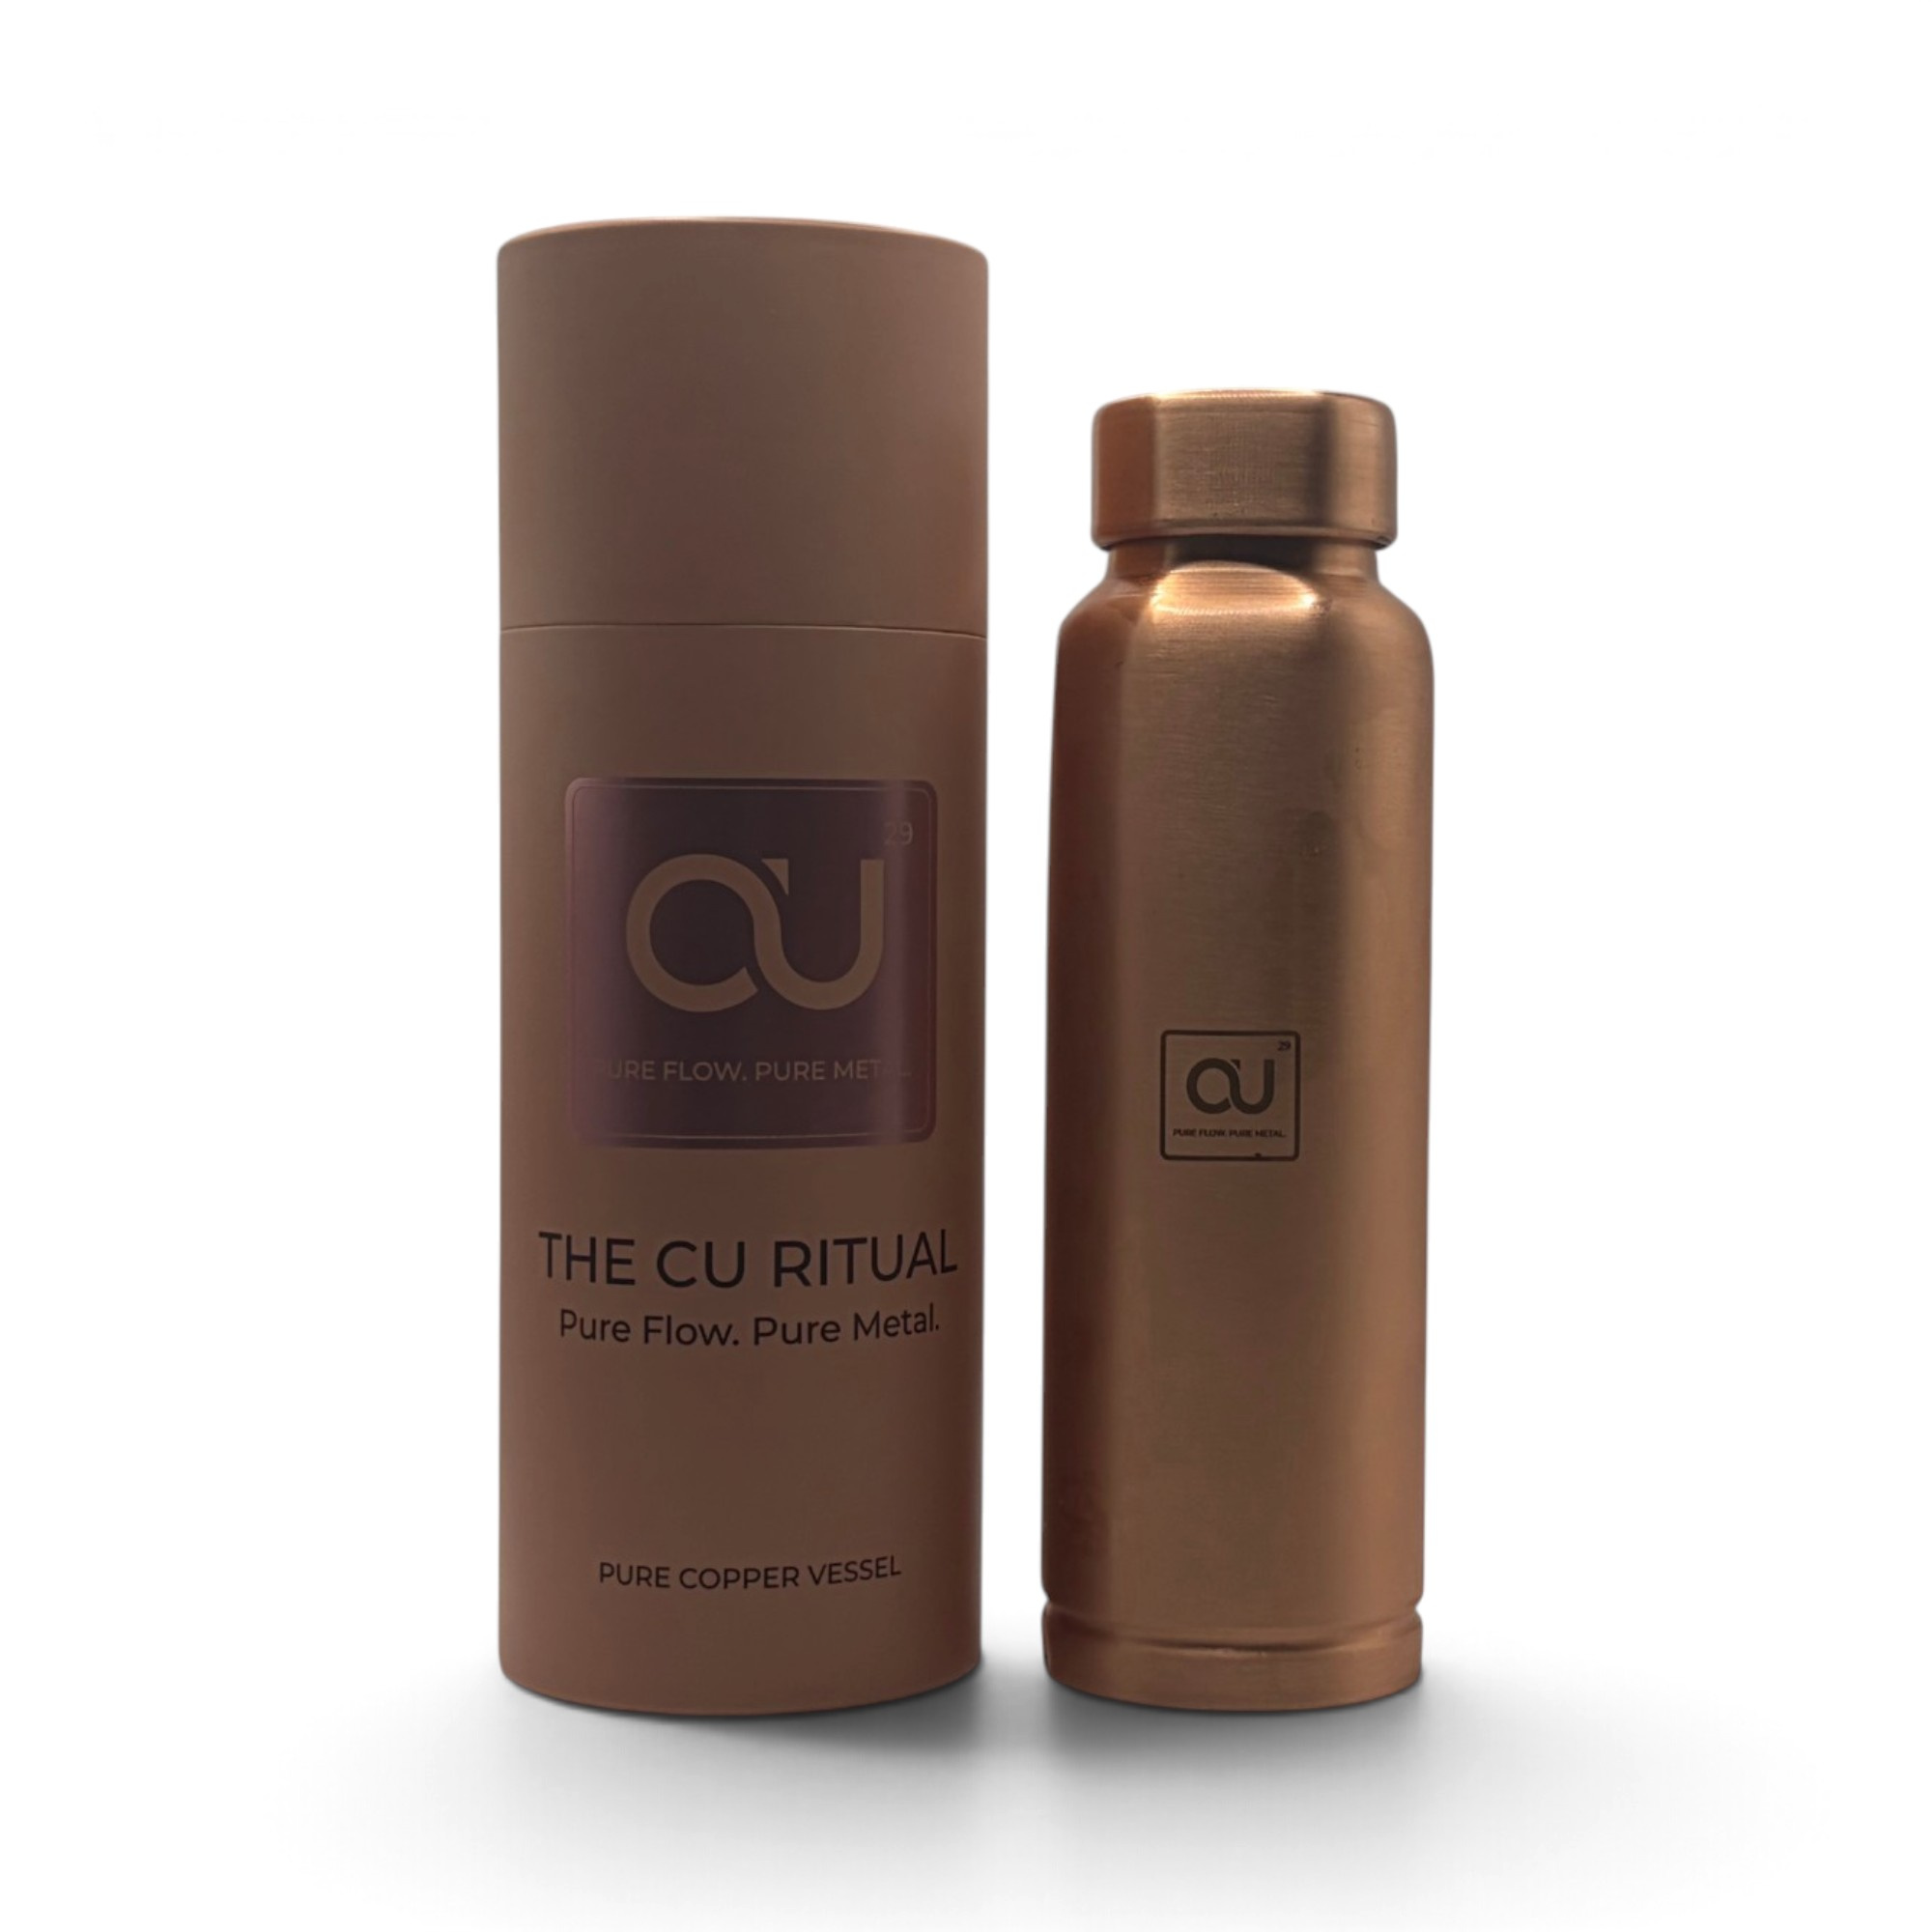 29
CU
PURE FLOW. PURE METAL.
THE CU RITUAL
Pure Flow. Pure Metal.
PURE COPPER VESSEL
29
CU
PURE FLOW. PURE METAL.